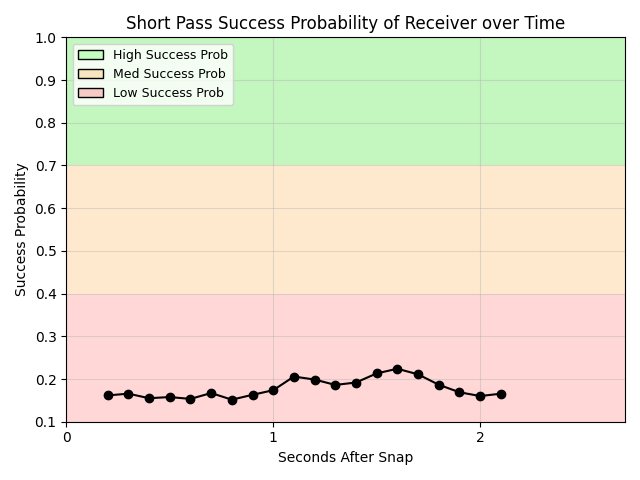 Short Pass Success Probability of Receiver over Time
High Success Prob
Med Success Prob
Low Success Prob
Success Probability
1.0
0.9
0.8
0.7
0.6
0.5
0.4
0.3
0.2
0.1
0 1 2
Seconds After Snap